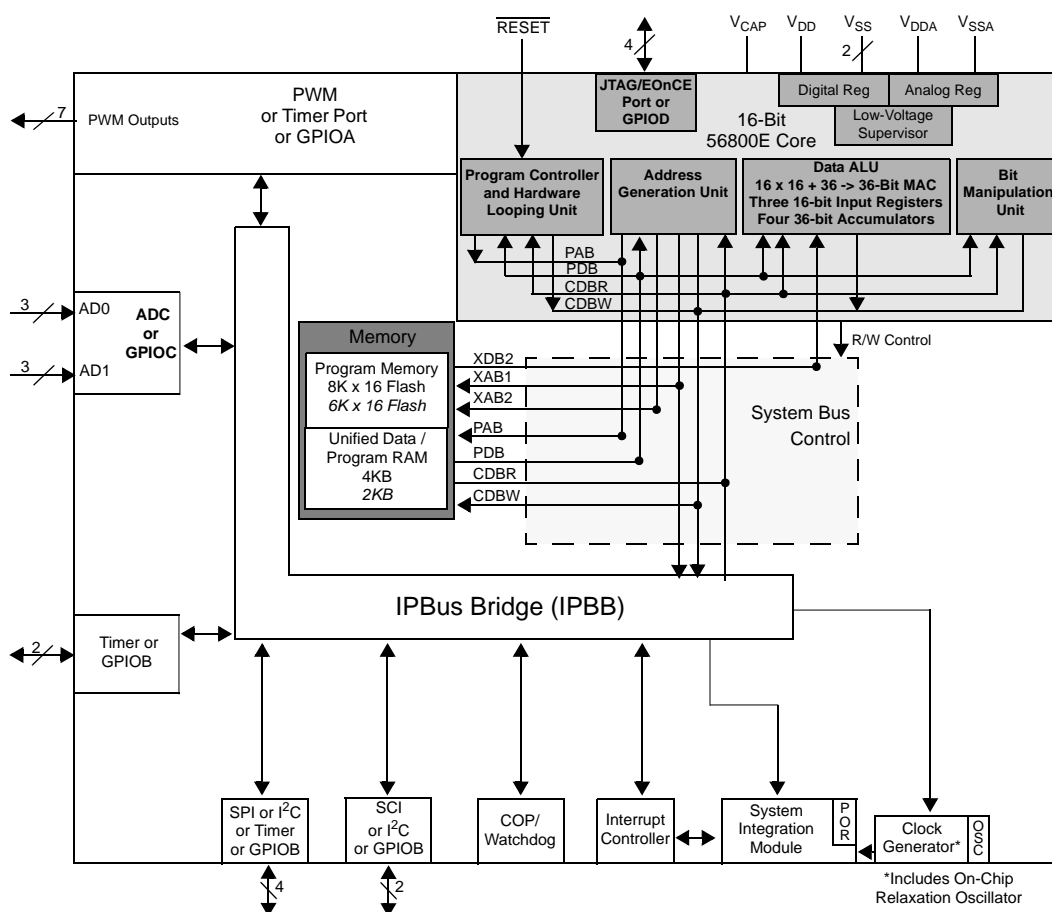 RESET
4
VCAP
VDD
VSS
VDDA
VSSA
2
7
PWM Outputs
PWM
or Timer Port
or GPIOA
JTAG/EOnCE
Port or
GPIOD
Digital Reg
Analog Reg
Low-Voltage
Supervisor
16-Bit
56800E Core
Program Controller
and Hardware
Looping Unit
Address
Generation Unit
Data ALU
16 x 16 + 36 -> 36-Bit MAC
Three 16-bit Input Registers
Four 36-bit Accumulators
Bit
Manipulation
Unit
PAB
PDB
CDBR
CDBW
3
AD0
3
AD1
ADC
or
GPIOC
Memory
Program Memory
8K x 16 Flash
6K x 16 Flash
Unified Data /
Program RAM
4KB
2KB
XDB2
XAB1
XAB2
PAB
PDB
CDBR
CDBW
R/W Control
System Bus
Control
IPBus Bridge (IPBB)
2
Timer or
GPIOB
SPI or I²C
or Timer
or GPIOB
4
SCI
or I²C
or GPIOB
2
COP/
Watchdog
Interrupt
Controller
System
Integration
Module
POR
Clock
Generator*
OSC
*Includes On-Chip
Relaxation Oscillator